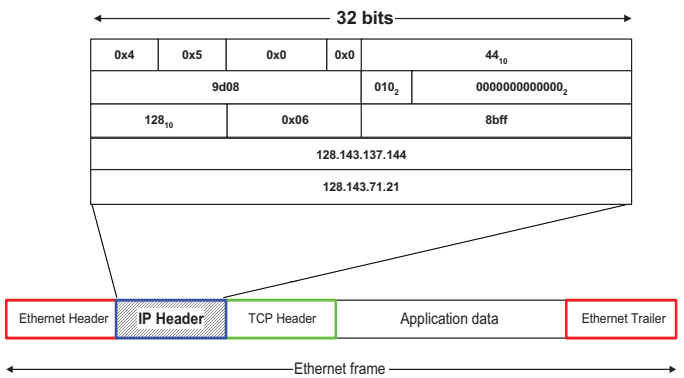 32 bits
0x4 0x5 0x0 0x0 44₁₀
9d08 010₂ 0000000000000₂
128₁₀ 0x06 8bff
128.143.137.144
128.143.71.21
Ethernet Header IP Header TCP Header Application data Ethernet Trailer
Ethernet frame